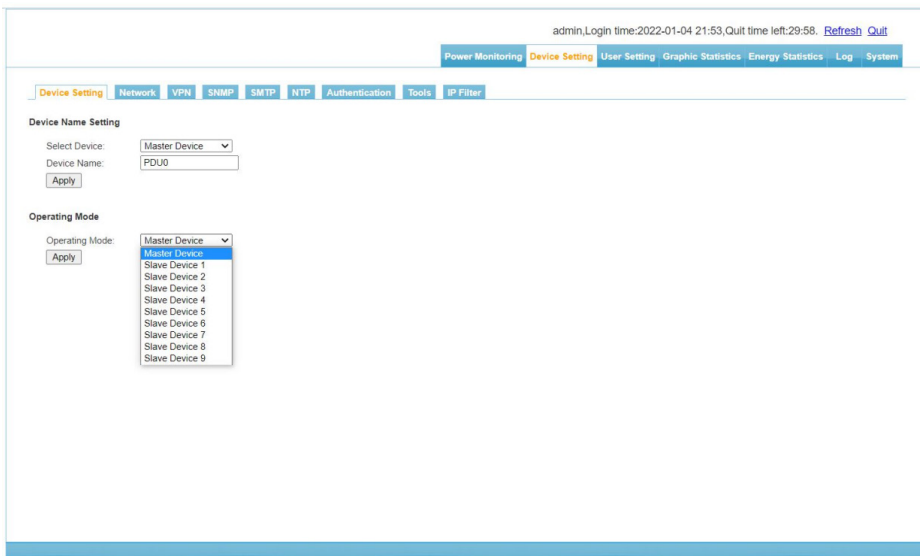 admin,Login time:2022-01-04 21:53,Quit time left:29:58. Refresh Quit
Power Monitoring Device Setting User Setting Graphic Statistics Energy Statistics Log System
Device Setting Network VPN SNMP SMTP NTP Authentication Tools IP Filter
Device Name Setting
Select Device: Master Device
Device Name: PDU0
Apply
Operating Mode
Operating Mode: Master Device
Apply
Master Device
Slave Device 1
Slave Device 2
Slave Device 3
Slave Device 4
Slave Device 5
Slave Device 6
Slave Device 7
Slave Device 8
Slave Device 9